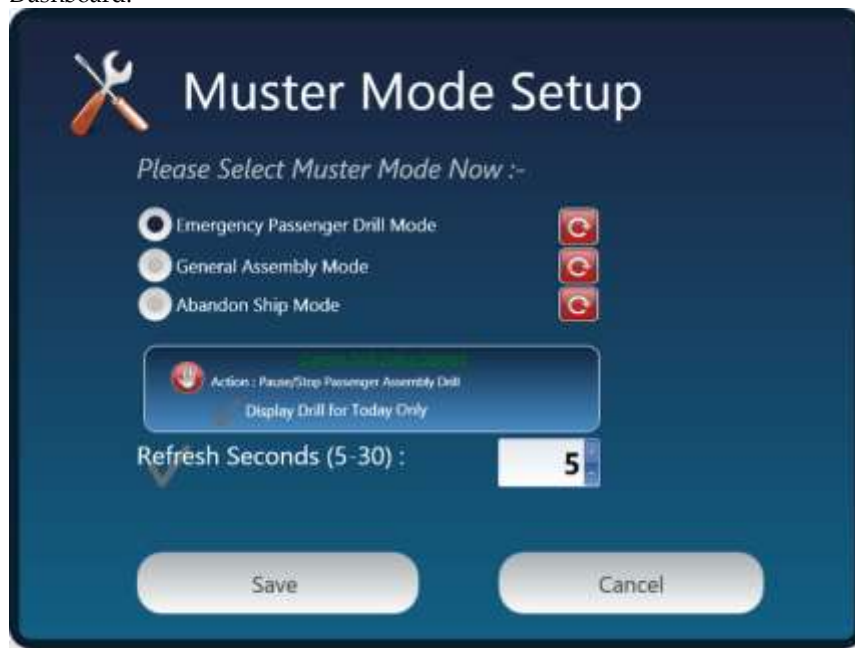 Muster Mode Setup
Please Select Muster Mode Now :-
Emergency Passenger Drill Mode
General Assembly Mode
Abandon Ship Mode
Action : Pause/Stop Passenger Assembly Drill
Display Drill for Today Only
Refresh Seconds (5-30) : 5
Save Cancel